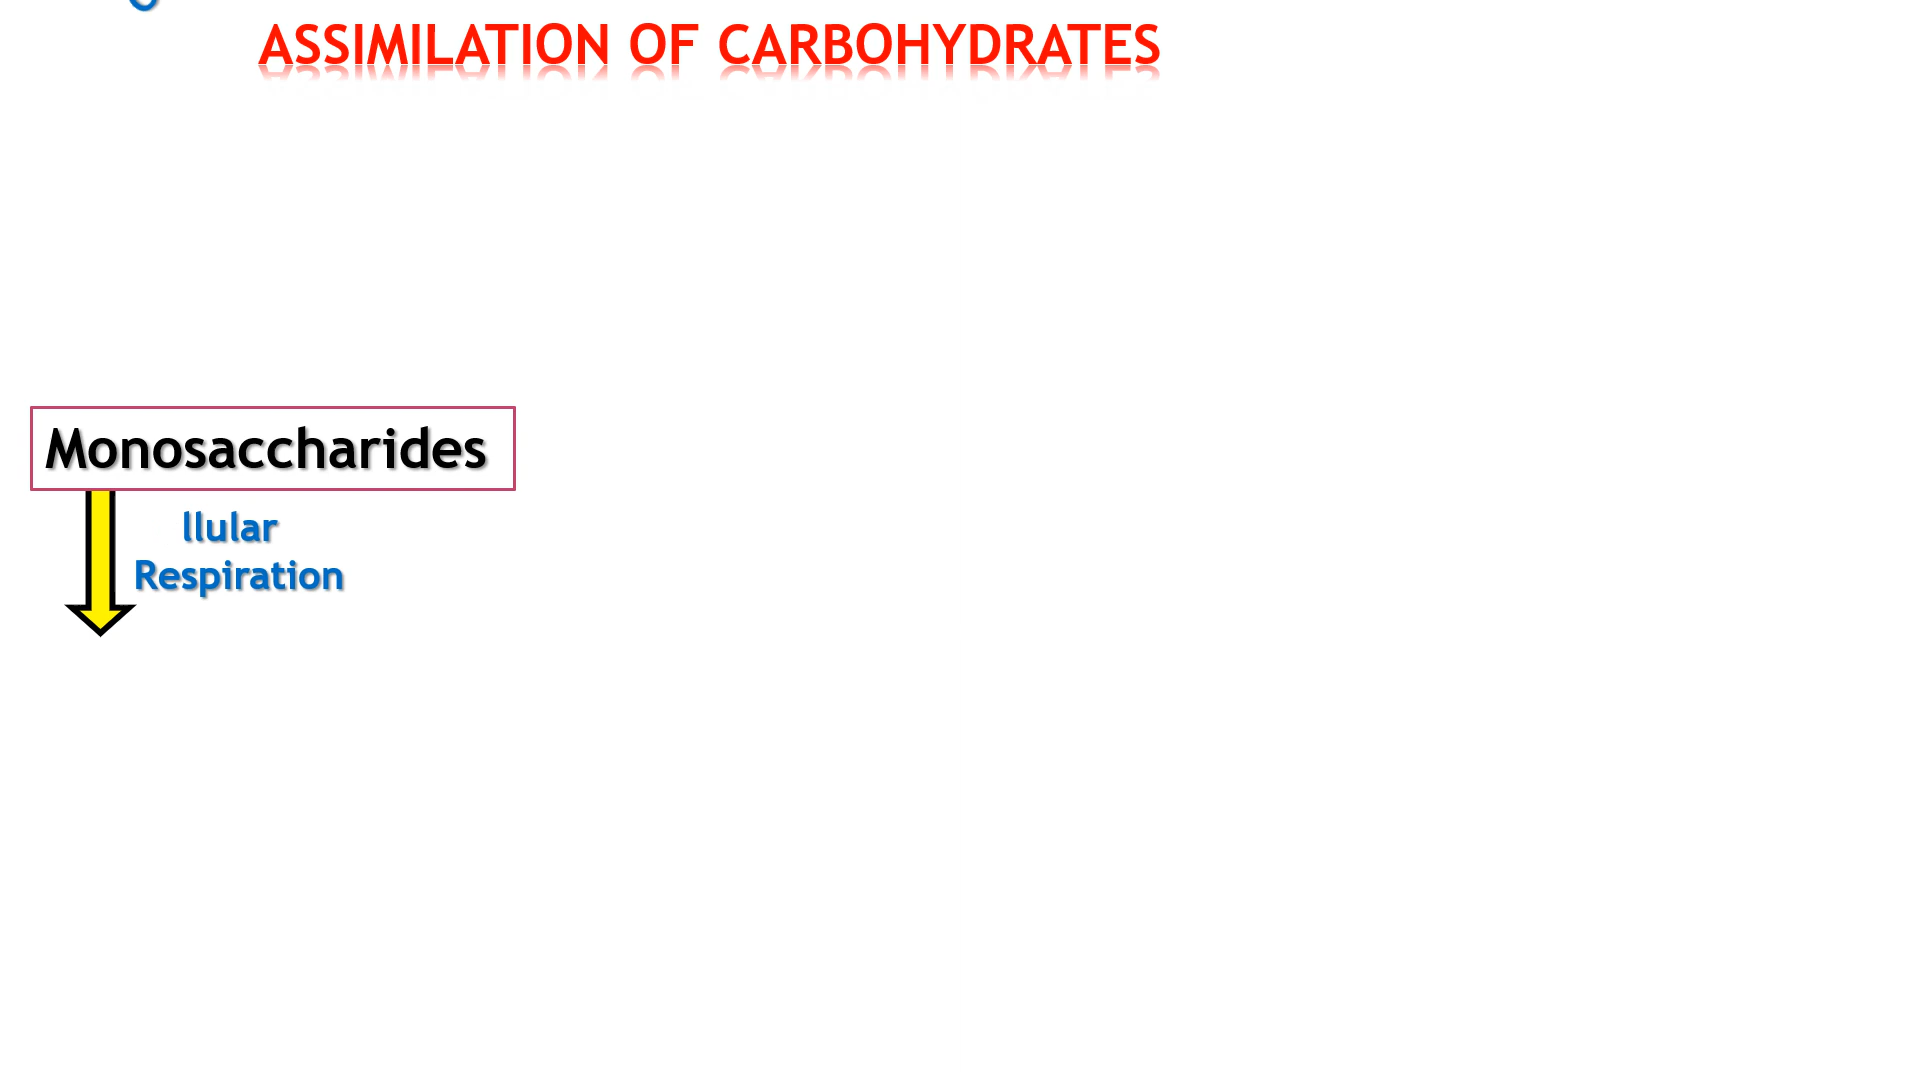 ASSIMILATION OF CARBOHYDRATES
Monosaccharides
llular
Respiration